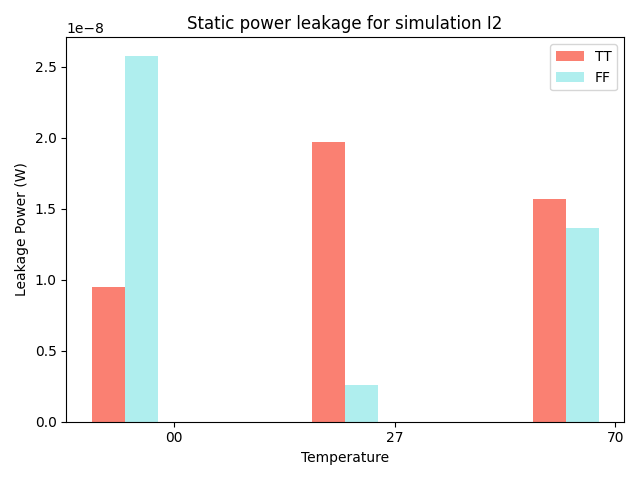 Static power leakage for simulation I2
1e−8
TT
FF
2.5
2.0
1.5
1.0
0.5
0.0
Leakage Power (W)
00
27
70
Temperature